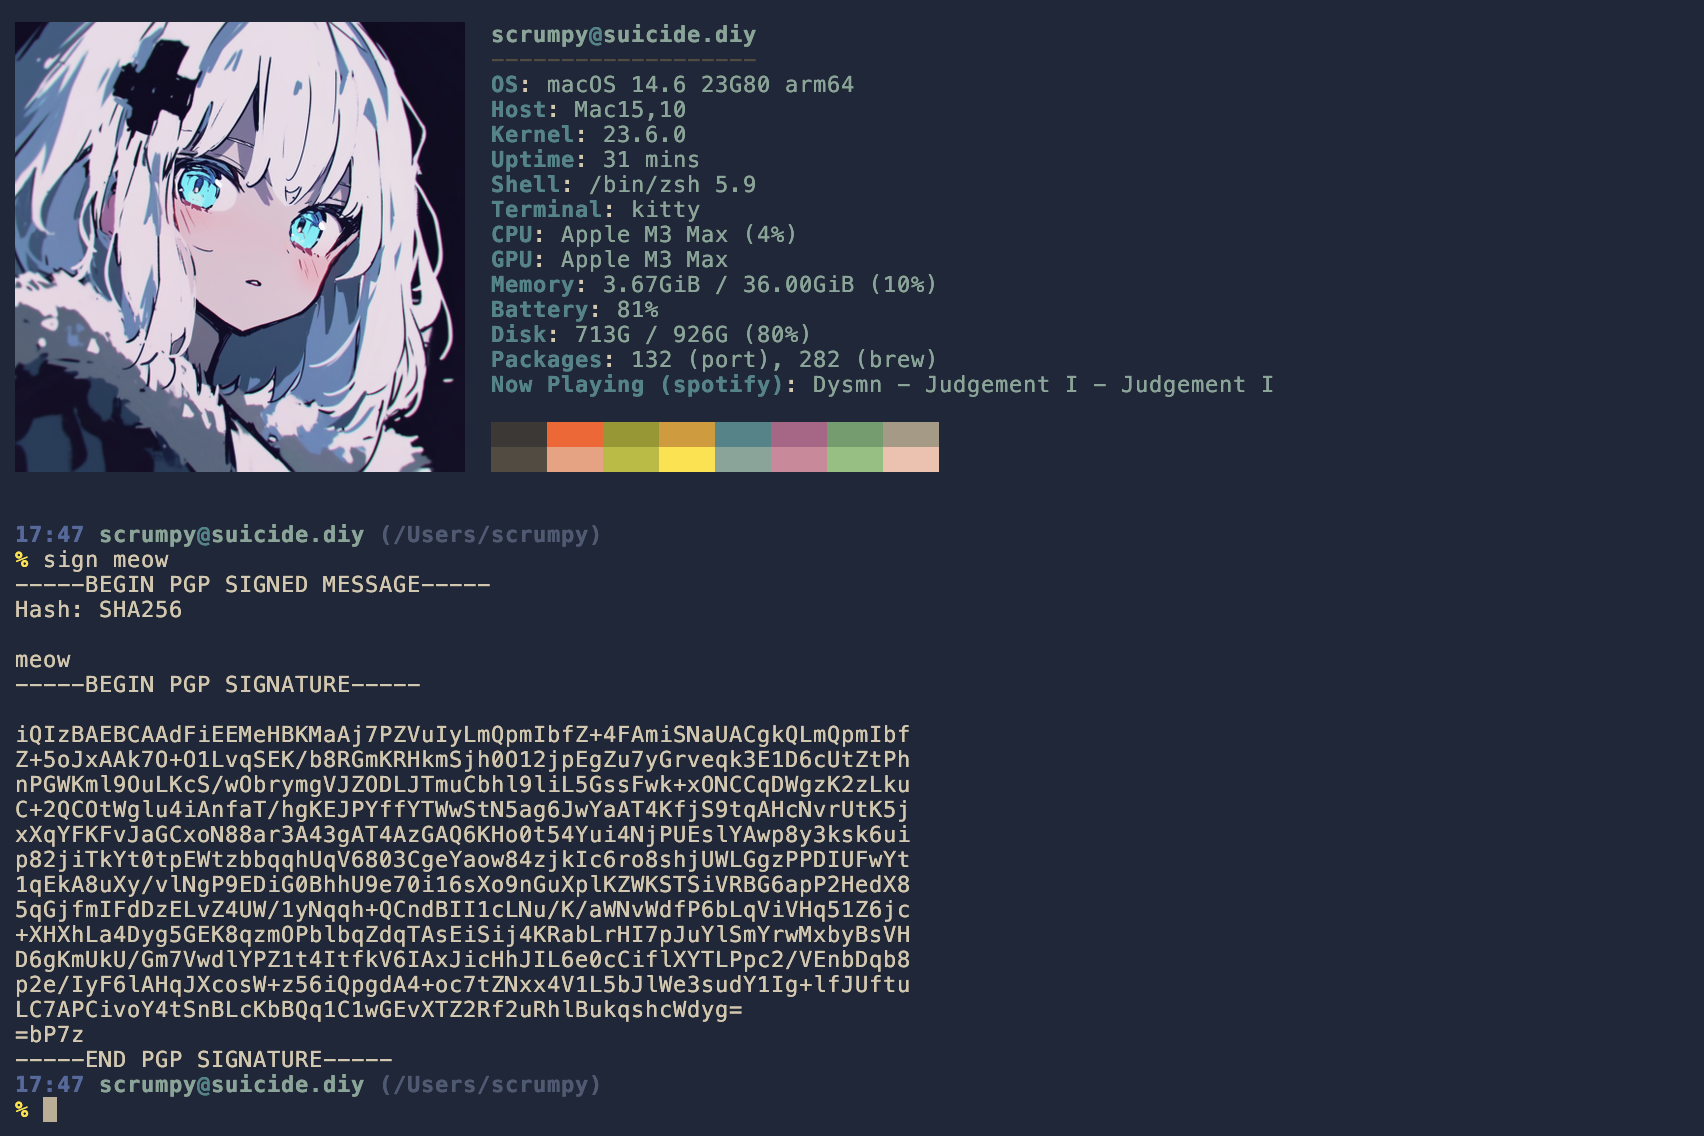 scrumpy@suicide.diy
-------------------
OS: macOS 14.6 23G80 arm64
Host: Mac15,10
Kernel: 23.6.0
Uptime: 31 mins
Shell: /bin/zsh 5.9
Terminal: kitty
CPU: Apple M3 Max (4%)
GPU: Apple M3 Max
Memory: 3.67GiB / 36.00GiB (10%)
Battery: 81%
Disk: 713G / 926G (80%)
Packages: 132 (port), 282 (brew)
Now Playing (spotify): Dysmn - Judgement I - Judgement I
17:47 scrumpy@suicide.diy (/Users/scrumpy)
% sign meow
-----BEGIN PGP SIGNED MESSAGE-----
Hash: SHA256
meow
-----BEGIN PGP SIGNATURE-----
iQIzBAEBCAAdFiEEMeHBKMaAj7PZVuIyLmQpmIbfZ+4FAmiSNaUACgkQLmQpmIbf
Z+5oJxAAk7O+O1LvqSEK/b8RGmKRHkmSjh0O12jpEgZu7yGrveqk3E1D6cUtZtPh
nPGWKml9OuLKcS/wObrymgVJZODLJTmuCbhl9liL5GssFwk+xONCCqDWgzK2zLku
C+2QCOtWglu4iAnfaT/hgKEJPYffYTWwStN5ag6JwYaAT4KfjS9tqAHcNvrUtK5j
xXqYFKFvJaGCxoN88ar3A43gAT4AzGAQ6KHo0t54Yui4NjPUEslYAwp8y3ksk6ui
p82jiTkYt0tpEWtzbbqqhUqV6803CgeYaow84zjkIc6ro8shjUWLGgzPPDIUFwYt
1qEkA8uXy/vlNgP9EDiG0BhhU9e70i16sXo9nGuXplKZWKSTSiVRBG6apP2HedX8
5qGjfmIFdDzELvZ4UW/1yNqqh+QCndBII1cLNu/K/aWNvWdfP6bLqViVHq51Z6jc
+XHXhLa4Dyg5GEK8qzmOPblbqZdqTAsEiSij4KRabLrHI7pJuYlSmYrwMxbyBsVH
D6gKmUkU/Gm7VwdlYPZ1t4ItfkV6IAxJicHhJIL6e0cCiflXYTLPpc2/VEnbDqb8
p2e/IyF6lAHqJXcosW+z56iQpgdA4+oc7tZNxx4V1L5bJlWe3sudY1Ig+lfJUftu
LC7APCivoY4tSnBLcKbBQq1C1wGEvXTZ2Rf2uRhlBukqshcWdyg=
=bP7z
-----END PGP SIGNATURE-----
17:47 scrumpy@suicide.diy (/Users/scrumpy)
%